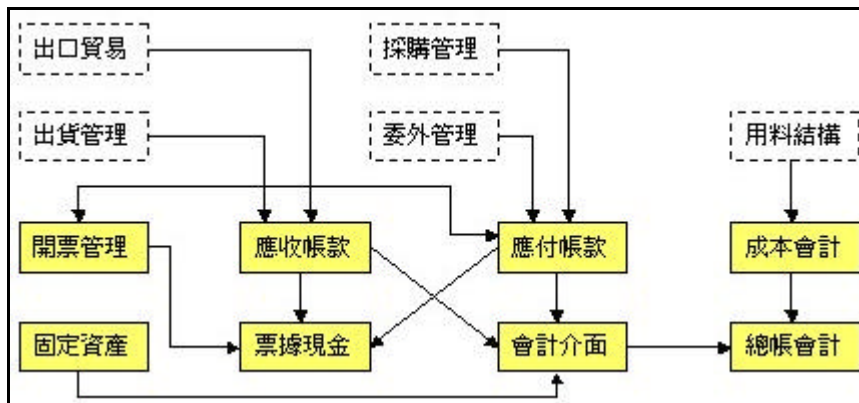 出口貿易
採購管理
出貨管理
委外管理
用料結構
開票管理
應收帳款
應付帳款
成本會計
固定資產
票據現金
會計介面
總帳會計